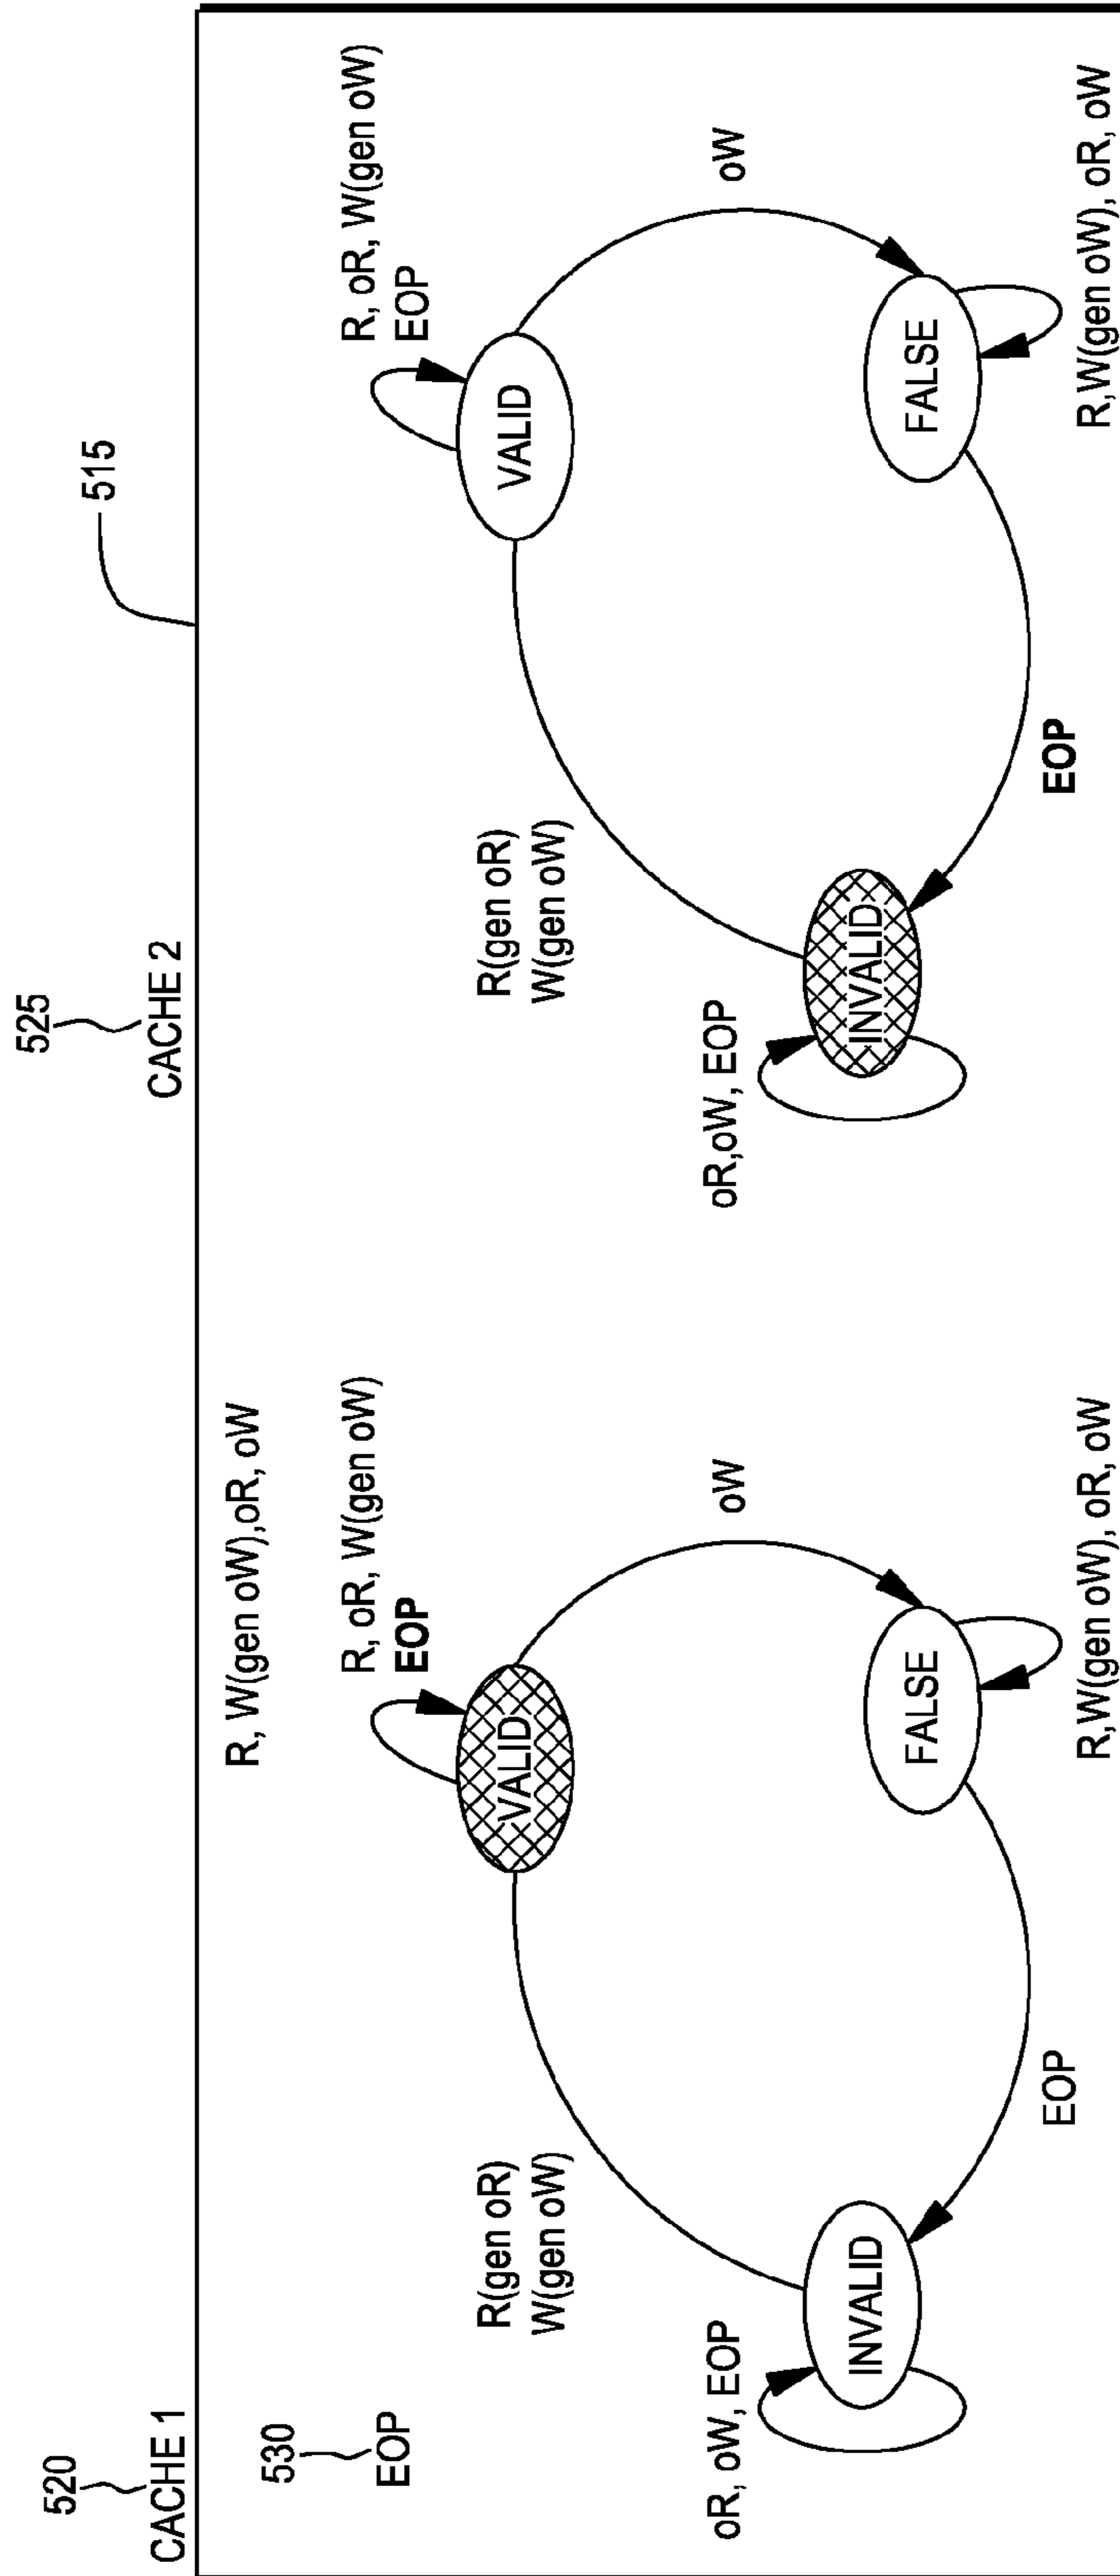 520
CACHE 1
525
CACHE 2
515
530
EOP
R, W(gen oW),oR, oW
R, oR, W(gen oW)
EOP
VALID
R(gen oR)
W(gen oW)
oW
oR, oW, EOP
INVALID
FALSE
EOP
R,W(gen oW), oR, oW
R, oR, W(gen oW)
EOP
VALID
R(gen oR)
W(gen oW)
oW
oR,oW, EOP
INVALID
FALSE
EOP
R,W(gen oW), oR, oW